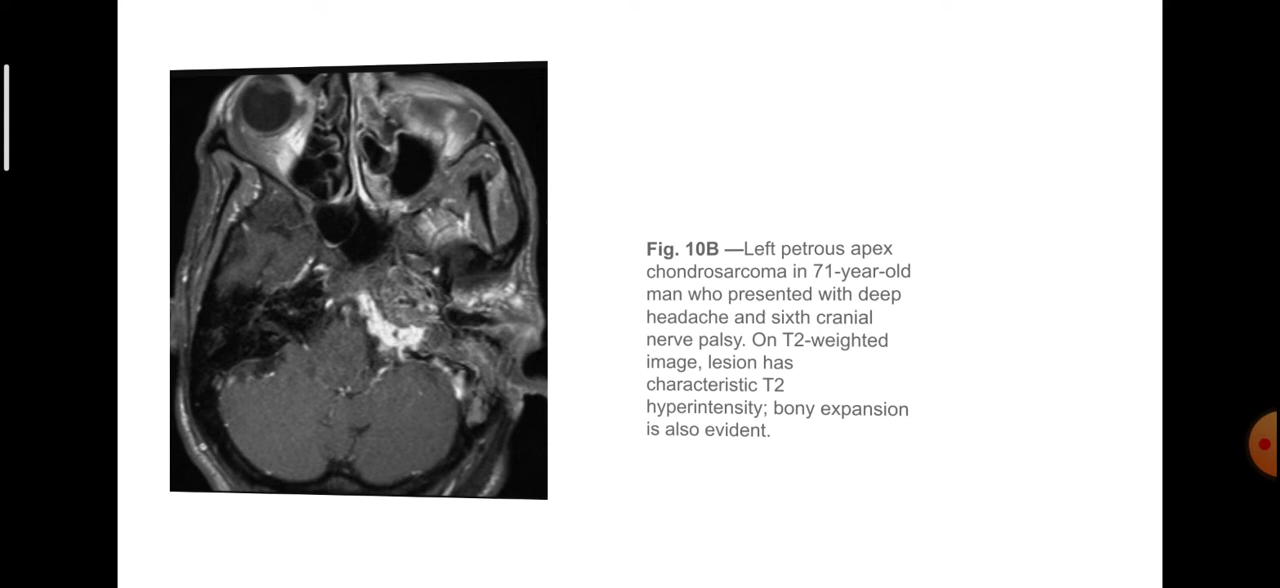 Fig. 10B —Left petrous apex
chondrosarcoma in 71-year-old
man who presented with deep
headache and sixth cranial
nerve palsy. On T2-weighted
image, lesion has
characteristic T2
hyperintensity; bony expansion
is also evident.